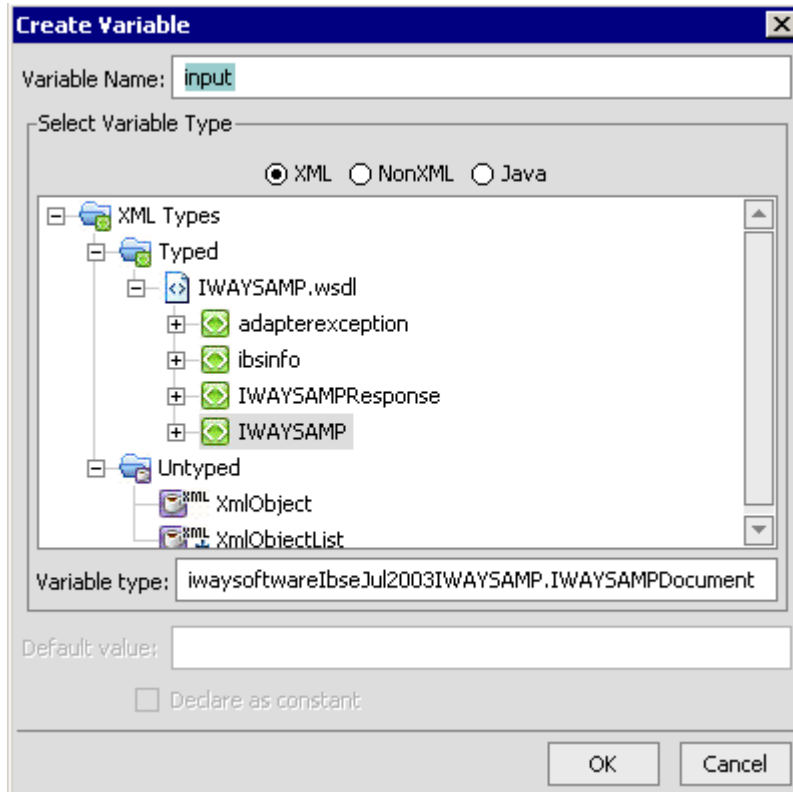 Create Variable
Variable Name: input
Select Variable Type
XML NonXML Java
XML Types
Typed
IWAYSAMP.wsdl
adapterexception
ibsinfo
IWAYSAMPResponse
IWAYSAMP
Untyped
XML XmlObject
XML XmlObjectList
Variable type: iwaysoftwareIbseJul2003IWAYSAMP.IWAYSAMPDocument
Default value:
Declare as constant
OK Cancel